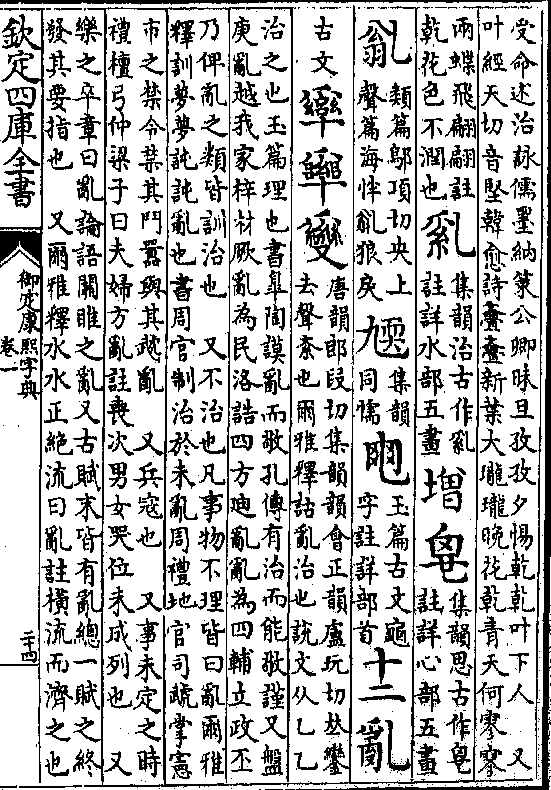 受命述治詠儒墨納策公卿昧旦孜孜夕惕乾乾叶下人　又
叶經天切音堅韓愈詩虀虀新葉大瓏瓏晚花乾青天何寥寥
兩蝶飛翩翩註
乾花色不潤也
乿
集韻治古作乿
註詳水部五畫
增
集韻思古作
註詳心部五畫
類篇鄔項切央上
聲篇海 狼戾
集韻
同慌
玉篇古文龜
字註詳部首
十二
亂
古文
唐韻郎段切集韻韻會正韻盧玩切𠀤鑾
去聲紊也爾雅釋詁亂治也說文从乙乙
治之也玉篇理也書臯陶謨亂而敬孔傳有治而能敬謹又盤
庚亂越我家梓材厥亂為民洛誥四方迪亂亂為四輔立政丕
乃俾亂之類皆訓治也　又不治也凡事物不理皆曰亂爾雅
釋訓夢夢訰訰亂也書周官制治於未亂周禮地官司虣掌憲
市之禁令禁其鬬囂與其虣亂　又兵寇也　又事未定之時
禮檀弓仲梁子曰夫婦方亂註喪次男女哭位未成列也　又
樂之卒章曰亂論語關雎之亂又古賦末皆有亂總一賦之終
發其要指也　又爾雅釋水水正絕流曰亂註橫流而濟之也
欽定四庫全書
御定康熙字典
卷一
二十四